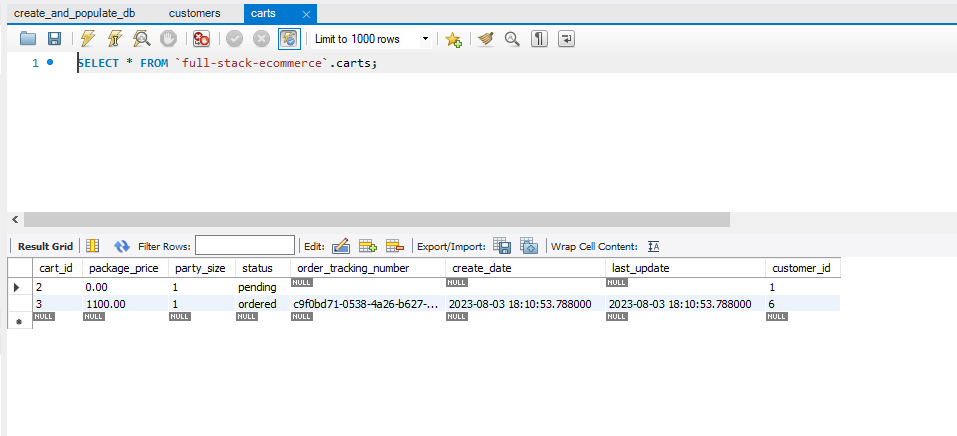 create_and_populate_db customers carts
Limit to 1000 rows
1 SELECT * FROM `full-stack-ecommerce`.carts;
Result Grid Filter Rows: Edit: Export/Import: Wrap Cell Content:
cart_id package_price party_size status order_tracking_number create_date last_update customer_id
2 0.00 1 pending NULL NULL NULL 1
3 1100.00 1 ordered c9f0bd71-0538-4a26-b627-... 2023-08-03 18:10:53.788000 2023-08-03 18:10:53.788000 6
NULL NULL NULL NULL NULL NULL NULL NULL